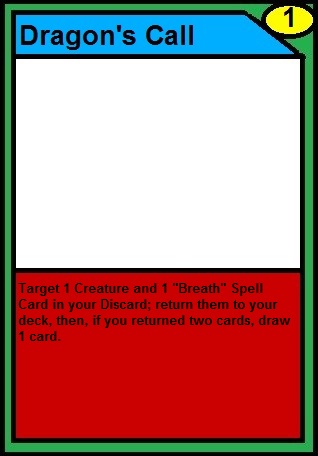 Dragon's Call
1
Target 1 Creature and 1 "Breath" Spell
Card in your Discard; return them to your
deck, then, if you returned two cards, draw
1 card.